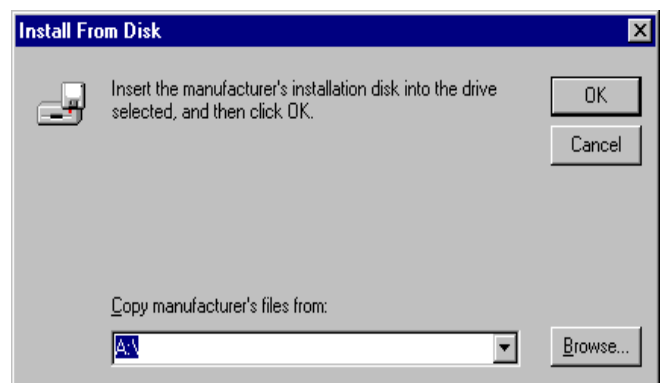 Install From Disk
Insert the manufacturer's installation disk into the drive
selected, and then click OK.
OK
Cancel
Copy manufacturer's files from:
A:\
Browse...